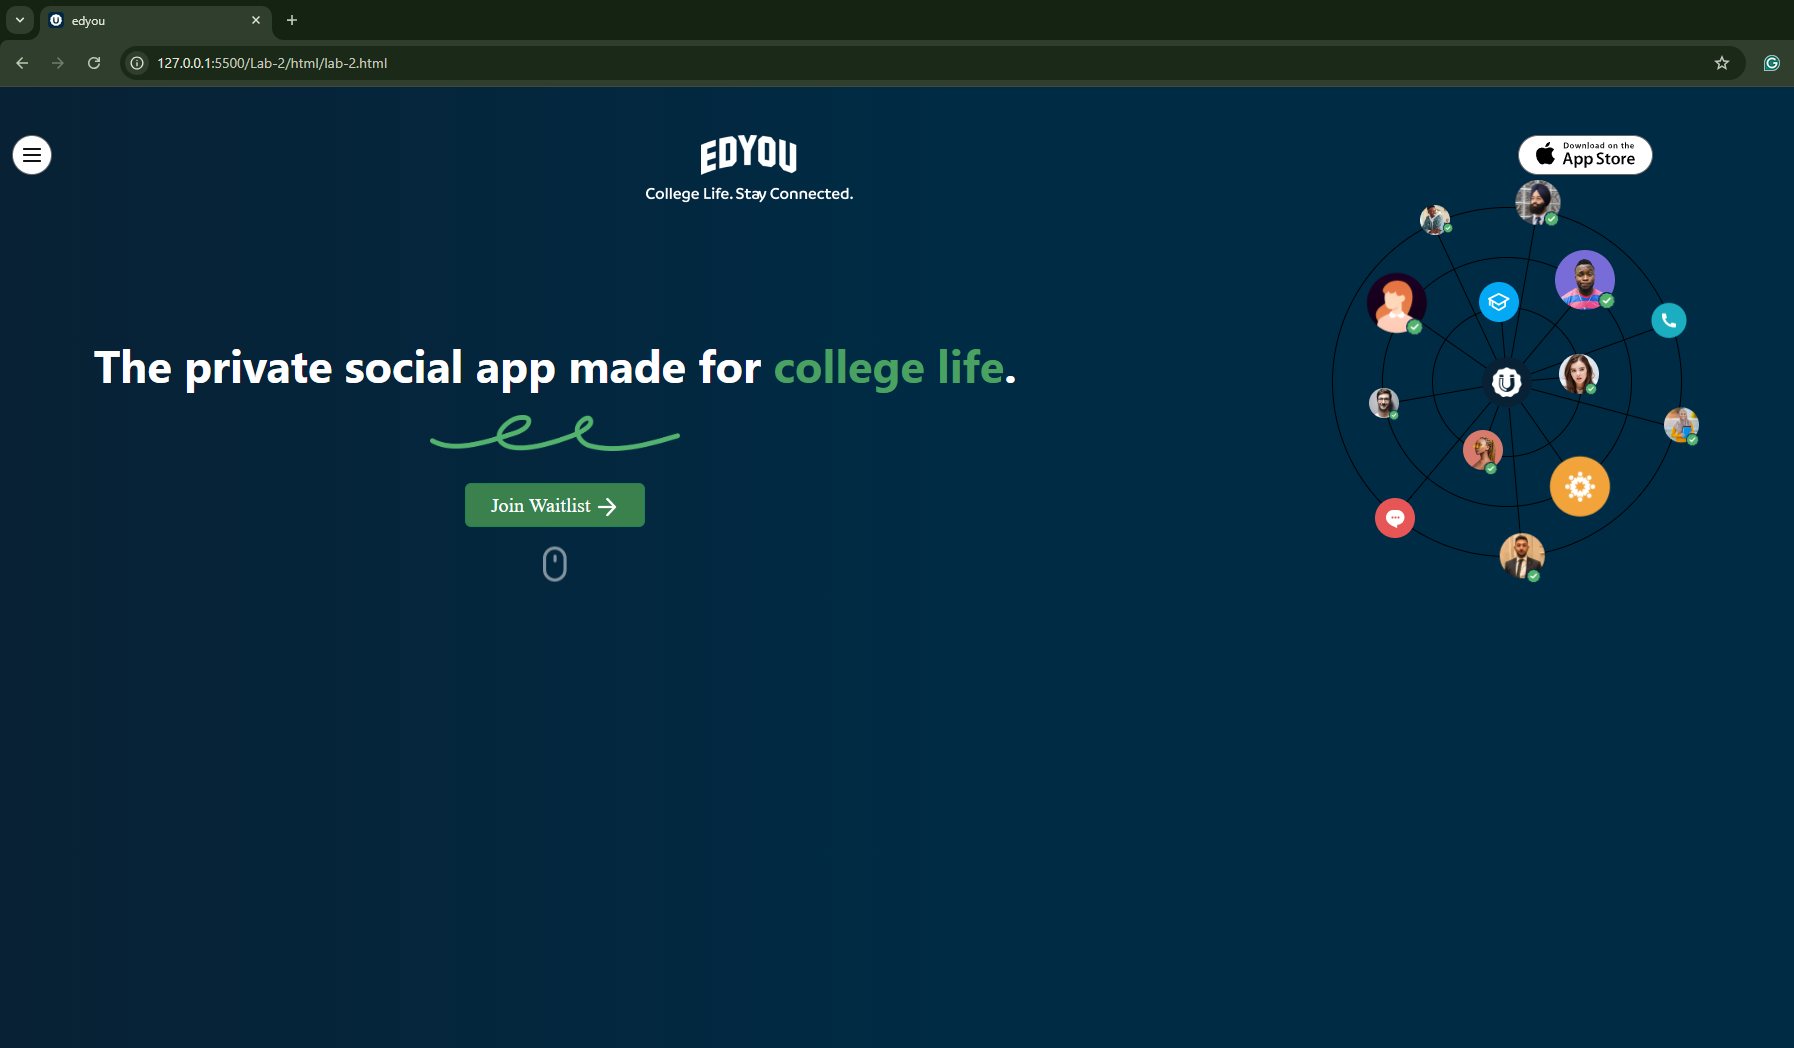 edyou
127.0.0.1:5500/Lab-2/html/lab-2.html
EDYOU
College Life. Stay Connected.
Download on the
App Store
The private social app made for college life.
Join Waitlist